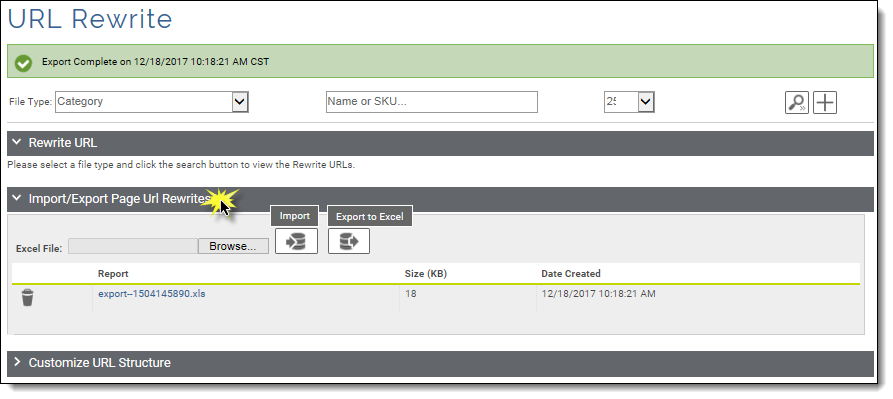 URL Rewrite
Export Complete on 12/18/2017 10:18:21 AM CST
File Type: Category Name or SKU... 25
Rewrite URL
Please select a file type and click the search button to view the Rewrite URLs.
Import/Export Page Url Rewrites
Import Export to Excel
Excel File: Browse...
Report Size (KB) Date Created
export--1504145890.xls 18 12/18/2017 10:18:21 AM
Customize URL Structure